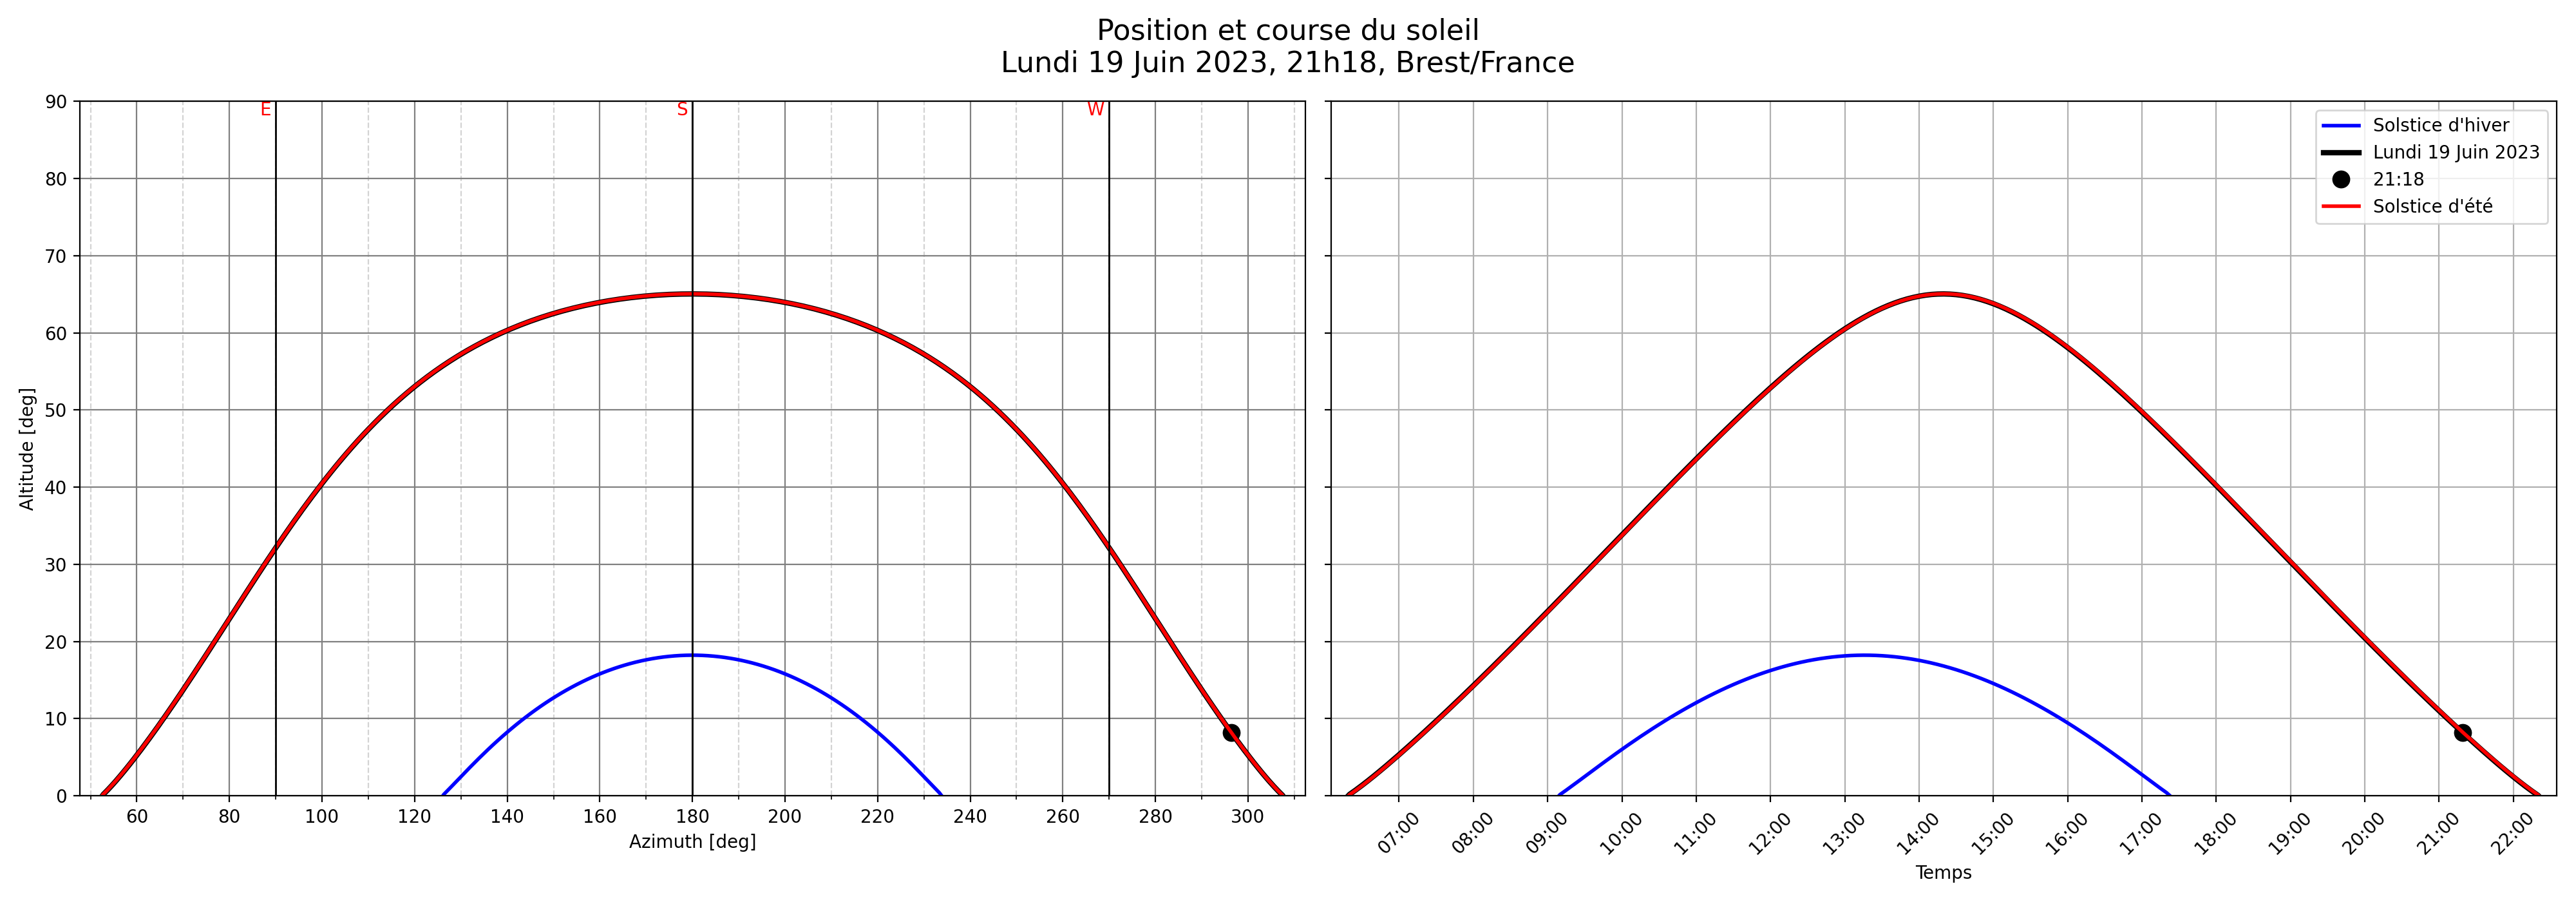 Position et course du soleil
Lundi 19 Juin 2023, 21h18, Brest/France
E S W
Altitude [deg]
90
80
70
60
50
40
30
20
10
0
60 80 100 120 140 160 180 200 220 240 260 280 300
Azimuth [deg]
Solstice d'hiver
Lundi 19 Juin 2023
21:18
Solstice d'été
07:00 08:00 09:00 10:00 11:00 12:00 13:00 14:00 15:00 16:00 17:00 18:00 19:00 20:00 21:00 22:00
Temps